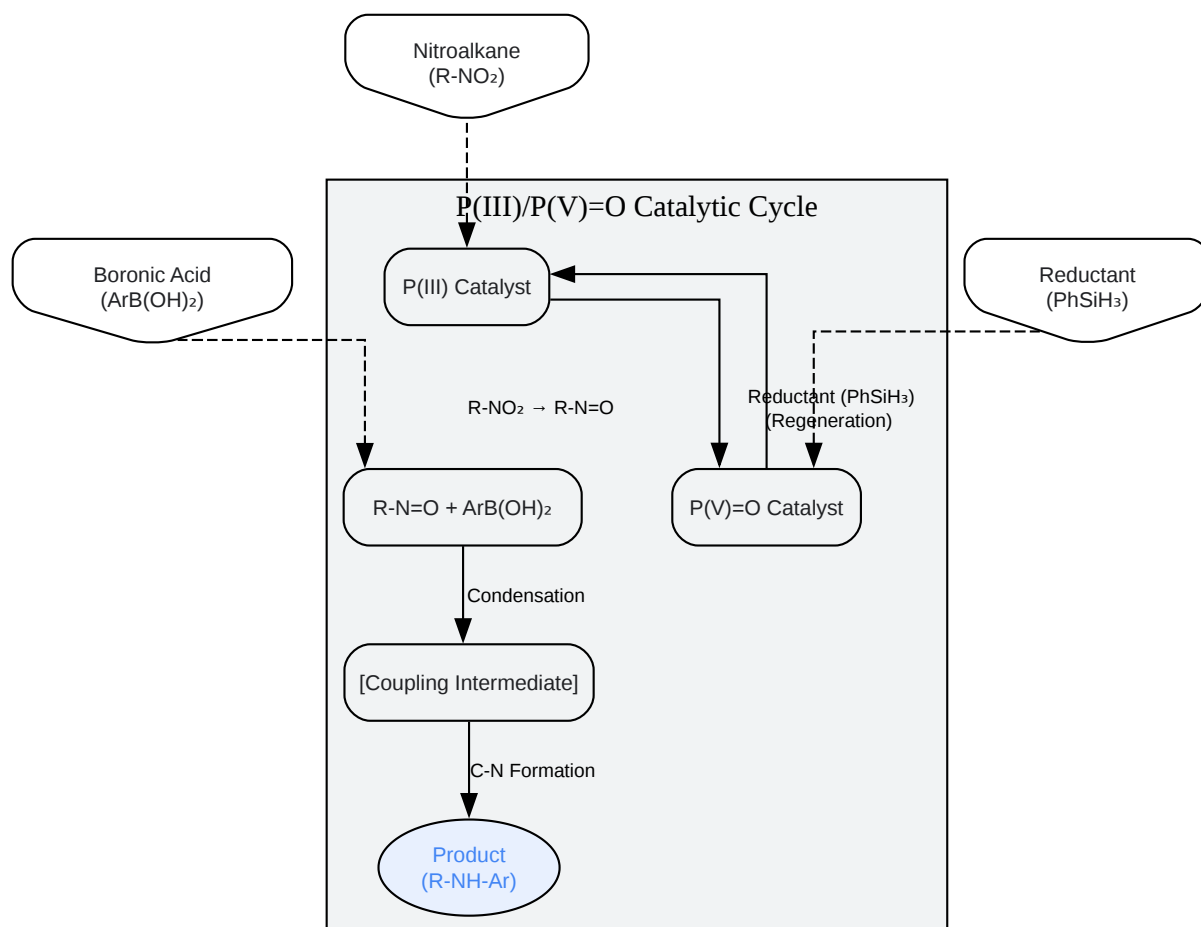 Nitroalkane
(R-NO₂)
P(III)/P(V)=O Catalytic Cycle
Boronic Acid
(ArB(OH)₂)
P(III) Catalyst
Reductant
(PhSiH₃)
R-NO₂ → R-N=O
Reductant (PhSiH₃)
(Regeneration)
R-N=O + ArB(OH)₂
P(V)=O Catalyst
Condensation
[Coupling Intermediate]
C-N Formation
Product
(R-NH-Ar)